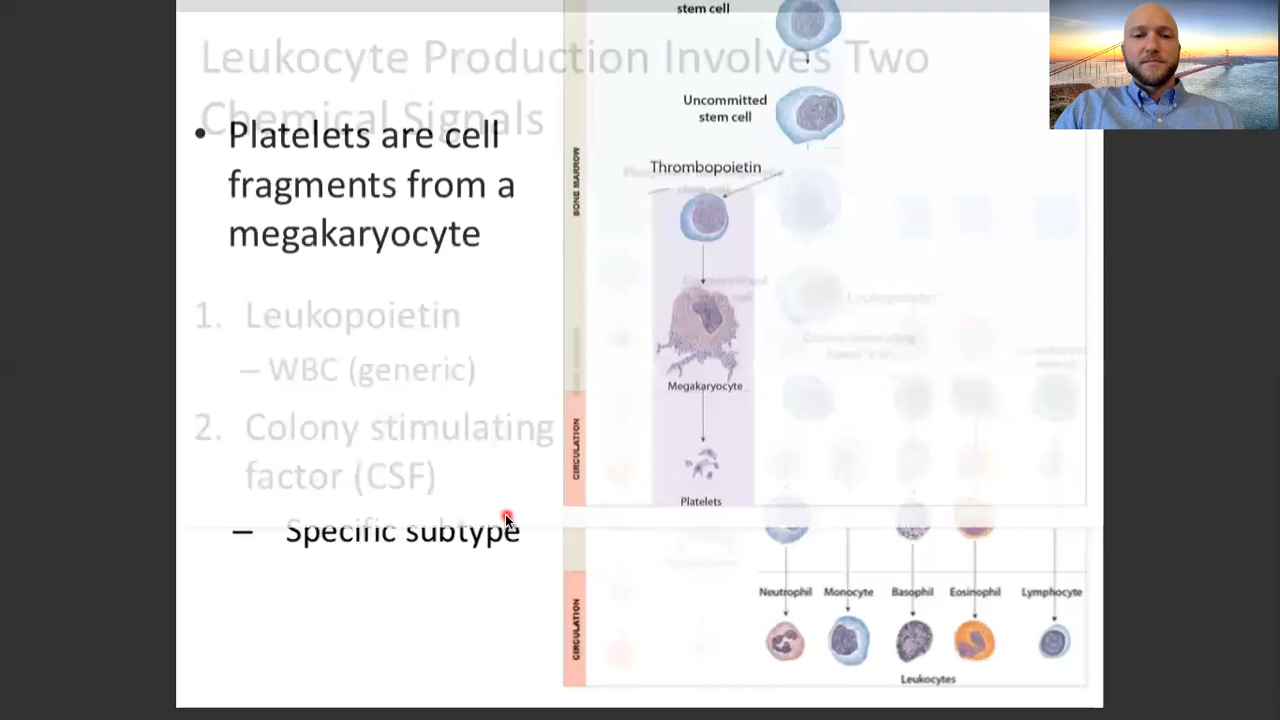 Leukocyte Production Involves Two
Chemical Signals
• Platelets are cell
fragments from a
megakaryocyte
1. Leukopoietin
– WBC (generic)
2. Colony stimulating
factor (CSF)
– Specific subtype
stem cell
Uncommitted
stem cell
Thrombopoietin
BONE MARROW
Megakaryocyte
CIRCULATION
Platelets
Neutrophil Monocyte Basophil Eosinophil Lymphocyte
CIRCULATION
Leukocytes